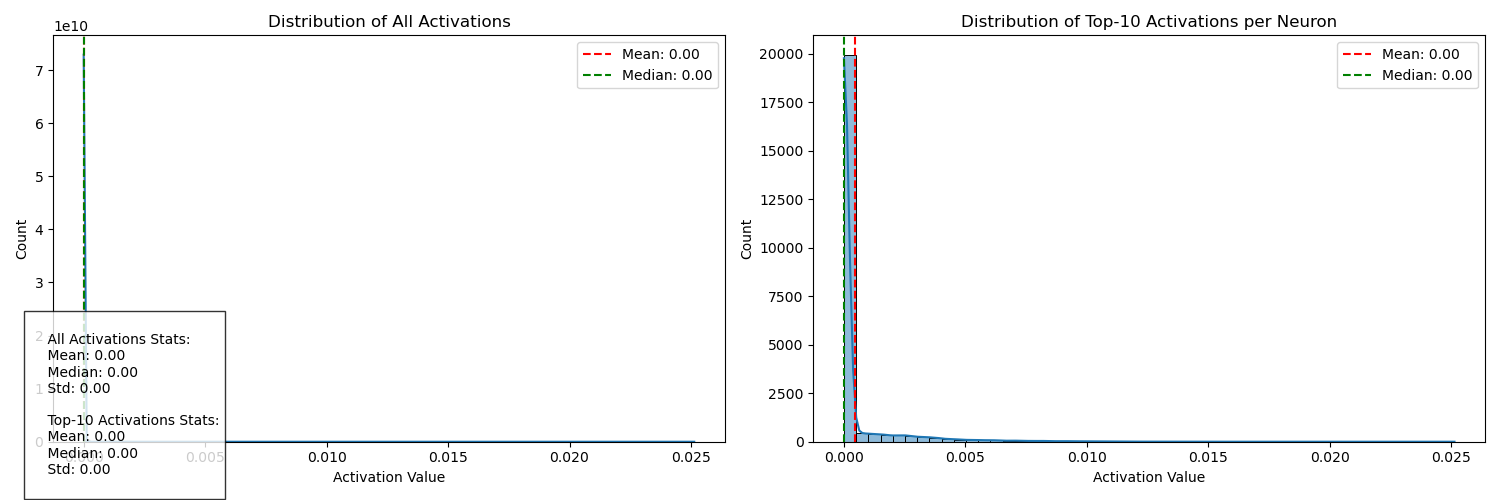 Distribution of All Activations
1e10
Mean: 0.00
Median: 0.00
7
6
5
4
3
2
1
0
Count
All Activations Stats:
Mean: 0.00
Median: 0.00
Std: 0.00
Top-10 Activations Stats:
Mean: 0.00
Median: 0.00
Std: 0.00
0.000 0.005 0.010 0.015 0.020 0.025
Activation Value
Distribution of Top-10 Activations per Neuron
Mean: 0.00
Median: 0.00
20000
17500
15000
12500
10000
7500
5000
2500
0
Count
0.000 0.005 0.010 0.015 0.020 0.025
Activation Value